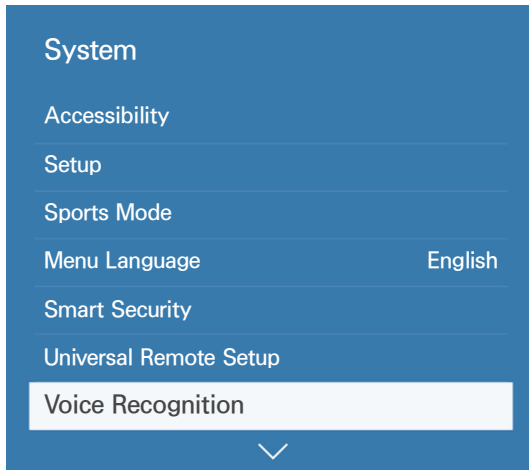 System
Accessibility
Setup
Sports Mode
Menu Language English
Smart Security
Universal Remote Setup
Voice Recognition